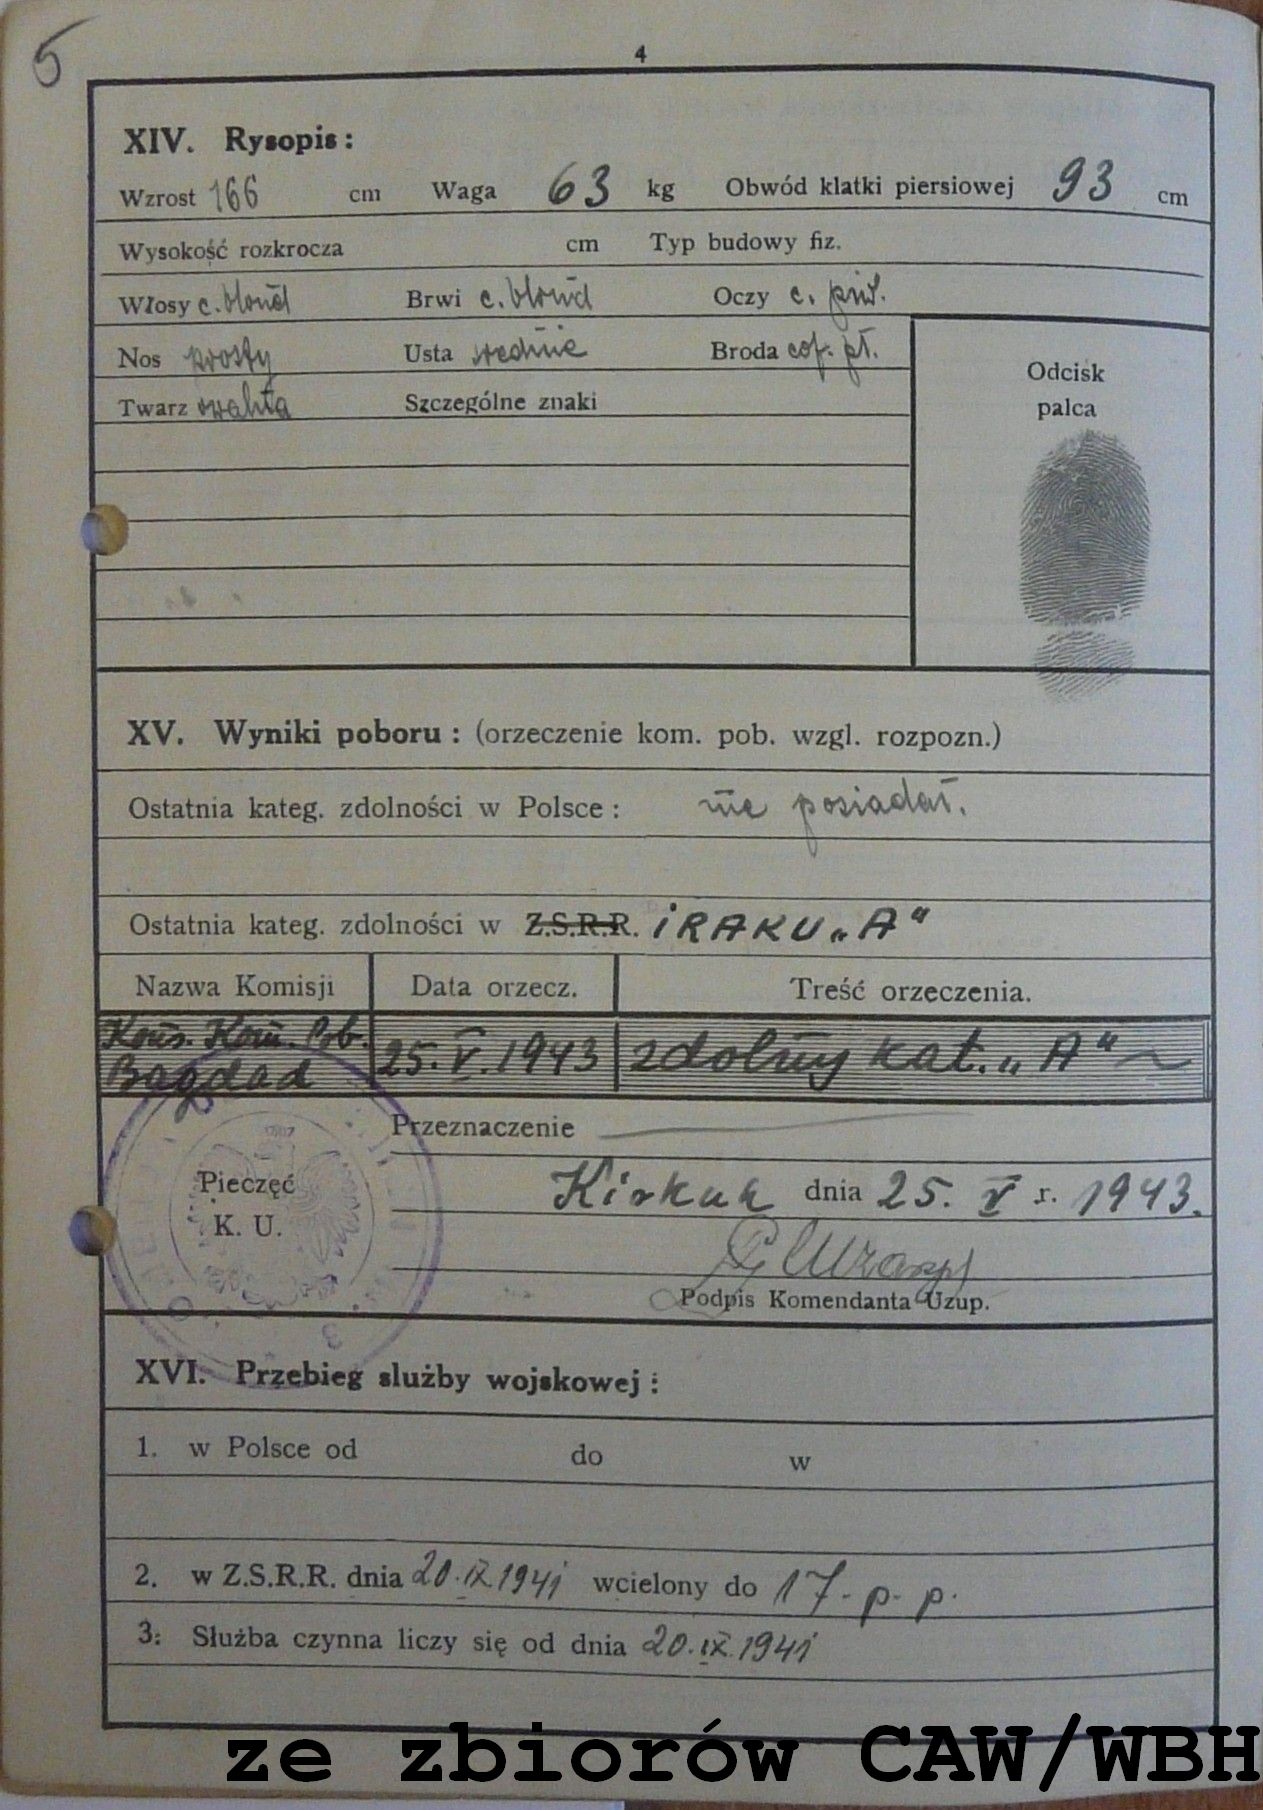 5
4
XIV. Rysopis :
Wzrost 166 cm Waga 63 kg Obwód klatki piersiowej 93 cm
Wysokość rozkrocza cm Typ budowy fiz.
Włosy c. blond Brwi c. blond Oczy c. piw.
Nos prosty Usta średnie Broda cof. pł.
Twarz owalna Szczególne znaki
Odcisk
palca
XV. Wyniki poboru : (orzeczenie kom. pob. wzgl. rozpozn.)
Ostatnia kateg. zdolności w Polsce : nie posiadał.
Ostatnia kateg. zdolności w Z.S.R.R. iRAKU „A"
Nazwa Komisji Data orzecz. Treść orzeczenia.
Kons. Kom. Pob. 25. V. 1943 zdolny kat. „A"
Bagdad
Przeznaczenie
Pieczęć
K. U.
Kirkuk dnia 25. V r. 1943.
Podpis Komendanta Uzup.
XVI. Przebieg służby wojskowej :
1. w Polsce od do w
2. w Z.S.R.R. dnia 20.IX.1941 wcielony do 17. p. p.
3. Służba czynna liczy się od dnia 20.IX.1941
ze zbiorów CAW/WBH